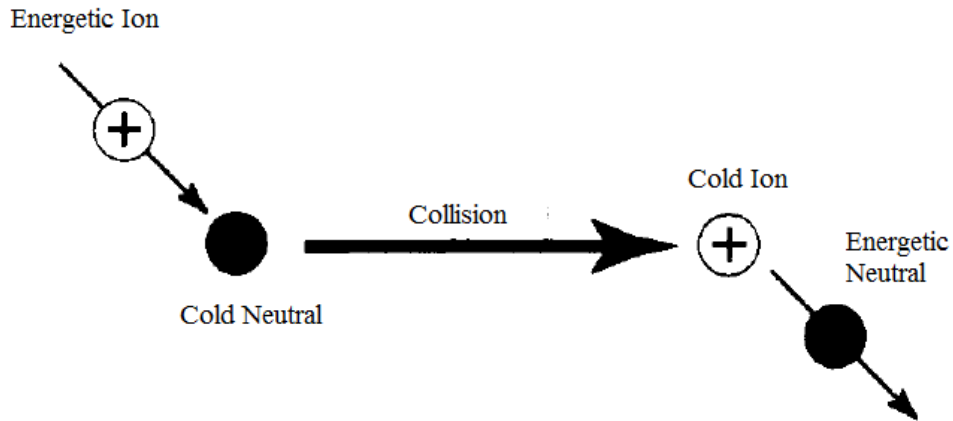 Energetic Ion
+
Cold Neutral
Collision
Cold Ion
+
Energetic
Neutral